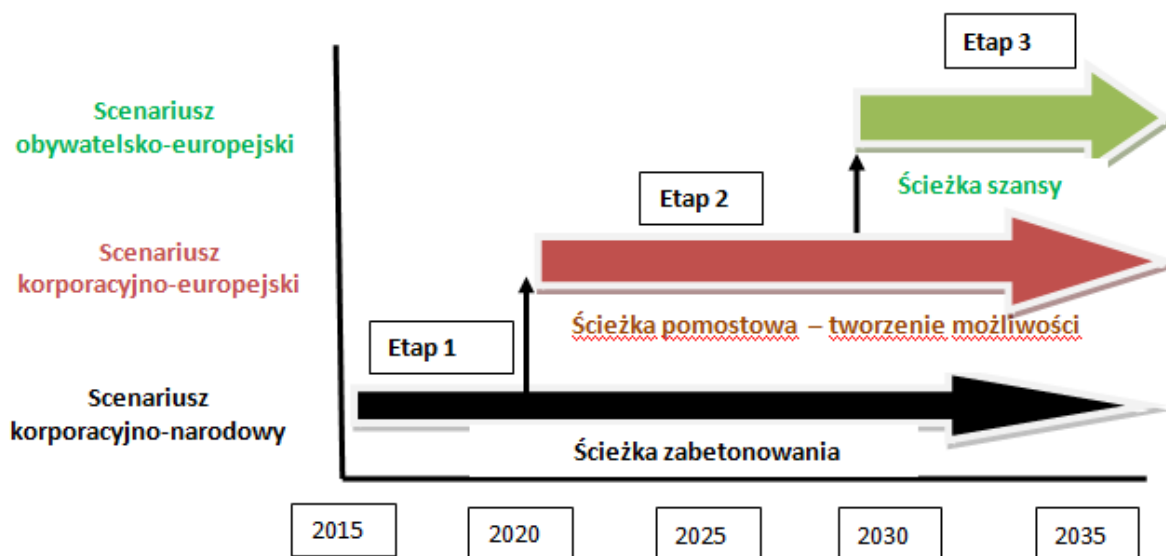 Etap 3
Scenariusz
obywatelsko-europejski
Ścieżka szansy
Etap 2
Scenariusz
korporacyjno-europejski
Ścieżka pomostowa – tworzenie możliwości
Etap 1
Scenariusz
korporacyjno-narodowy
Ścieżka zabetonowania
2015
2020
2025
2030
2035